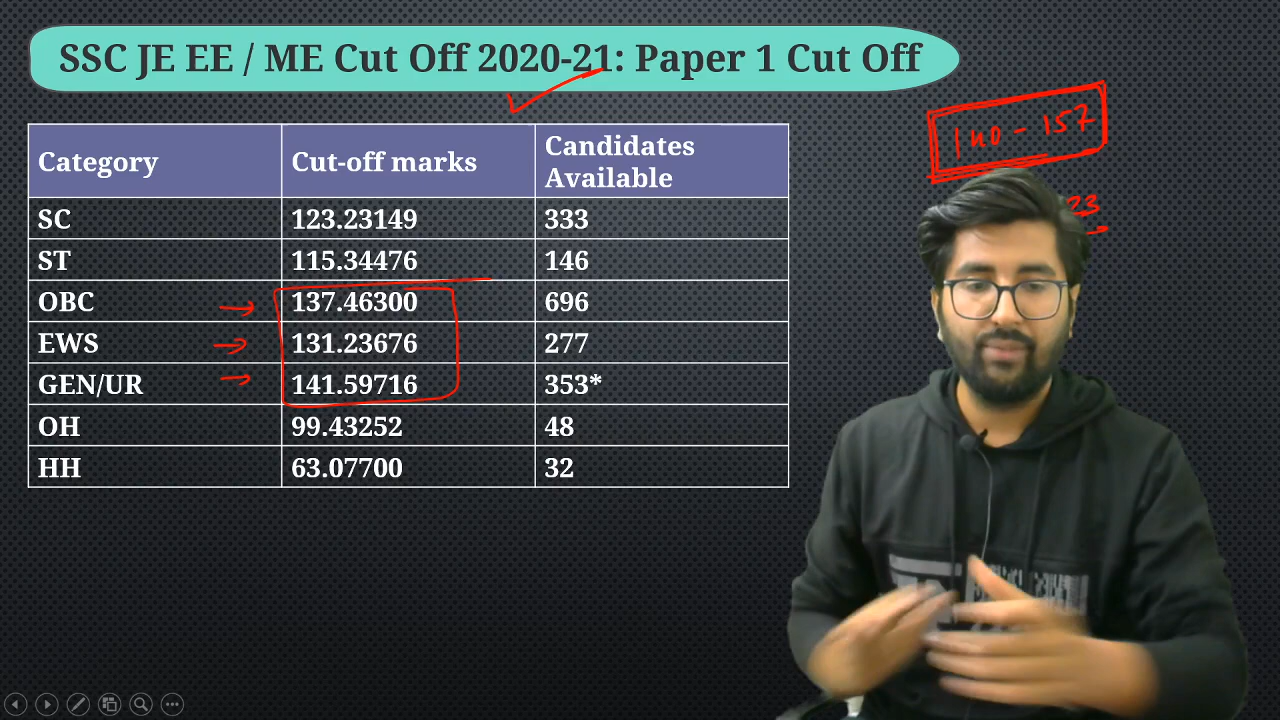 SSC JE EE / ME Cut Off 2020-21: Paper 1 Cut Off
140 - 157
23
Category Cut-off marks Candidates Available
SC 123.23149 333
ST 115.34476 146
OBC 137.46300 696
EWS 131.23676 277
GEN/UR 141.59716 353*
OH 99.43252 48
HH 63.07700 32